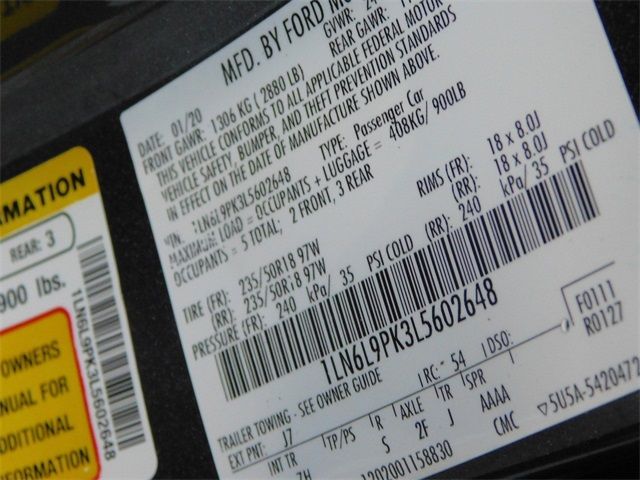 MFD. BY FORD
GVWR:
DATE: 01/20
REAR GAWR:
FRONT GAWR: 1306 KG ( 2880 LB)
THIS VEHICLE CONFORMS TO ALL APPLICABLE FEDERAL MOTOR
VEHICLE SAFETY, BUMPER, AND THEFT PREVENTION STANDARDS
IN EFFECT ON THE DATE OF MANUFACTURE SHOWN ABOVE.
VIN: 1LN6L9PK3L5602648
TYPE: Passenger Car
MAXIMUM LOAD = OCCUPANTS + LUGGAGE = 408KG/ 900LB
OCCUPANTS = 5 TOTAL; 2 FRONT, 3 REAR
TIRE (FR): 235/50R18 97W
RIMS (FR): 18 x 8.0J
(RR): 235/50R18 97W
(RR): 18 x 8.0J
PRESSURE (FR): 240 kPa/ 35 PSI COLD
(RR): 240 kPa/ 35 PSI COLD
1LN6L9PK3L5602648
F0111
R0127
TRAILER TOWING - SEE OWNER GUIDE
RC: 54
DSO:
EXT PNT: J7
INT TR
TP/PS
R
AXLE
TR
SPR
7H
S
2F
J
AAAA
CMC
5U5A-5420472
1202001158830
MATION
REAR: 3
900 lbs.
1LN6L9PK3L5602648
OWNERS
NUAL FOR
DDITIONAL
FORMATION